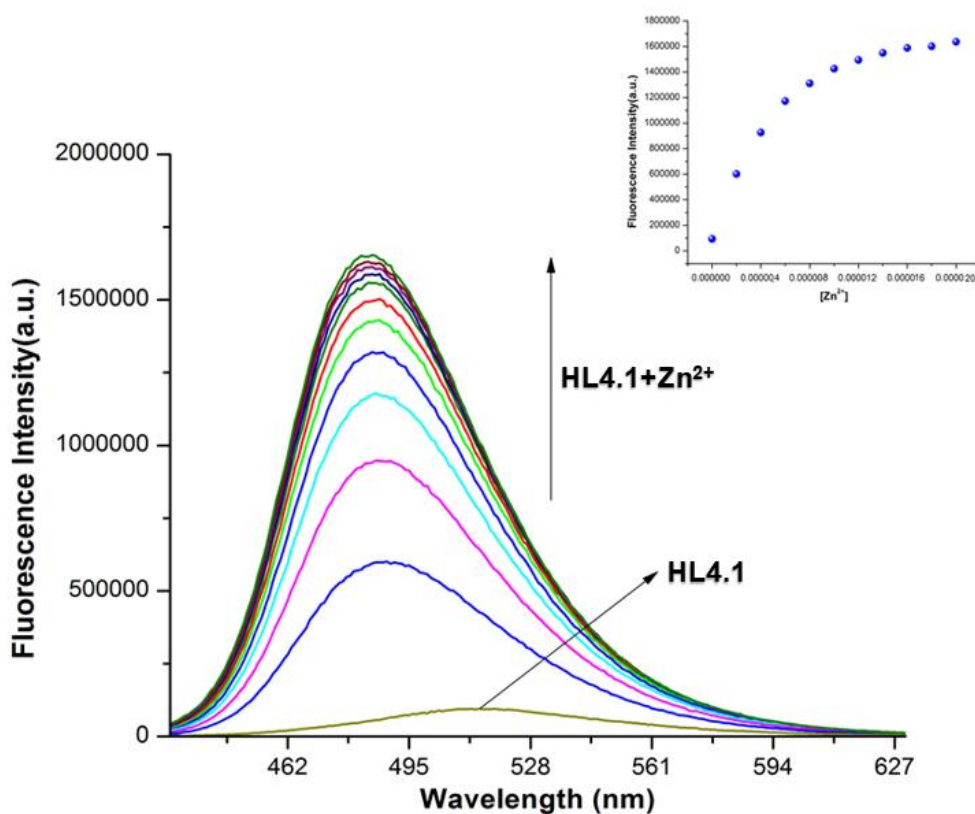 Fluorescence Intensity(a.u.)
2000000
1500000
1000000
500000
0
462 495 528 561 594 627
Wavelength (nm)
HL4.1+Zn²⁺
HL4.1
Fluorescence Intensity(a.u.)
1800000
1600000
1400000
1200000
1000000
800000
600000
400000
200000
0
0.000000 0.000004 0.000008 0.000012 0.000016 0.000020
[Zn²⁺]